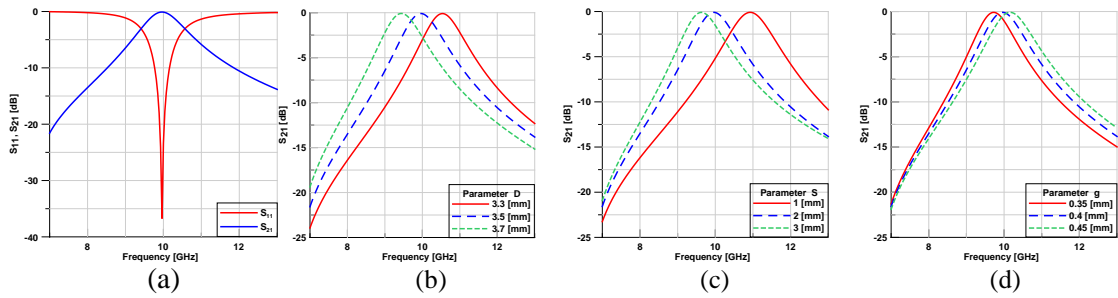 0
-10
-20
-30
-40
S11, S21 [dB]
8
10
12
Frequency [GHz]
S11
S21
(a)
0
-5
-10
-15
-20
-25
S21 [dB]
8
10
12
Frequency [GHz]
Parameter D
3.3 [mm]
3.5 [mm]
3.7 [mm]
(b)
0
-5
-10
-15
-20
-25
S21 [dB]
8
10
12
Frequency [GHz]
Parameter S
1 [mm]
2 [mm]
3 [mm]
(c)
0
-5
-10
-15
-20
-25
S21 [dB]
8
10
12
Frequency [GHz]
Parameter g
0.35 [mm]
0.4 [mm]
0.45 [mm]
(d)